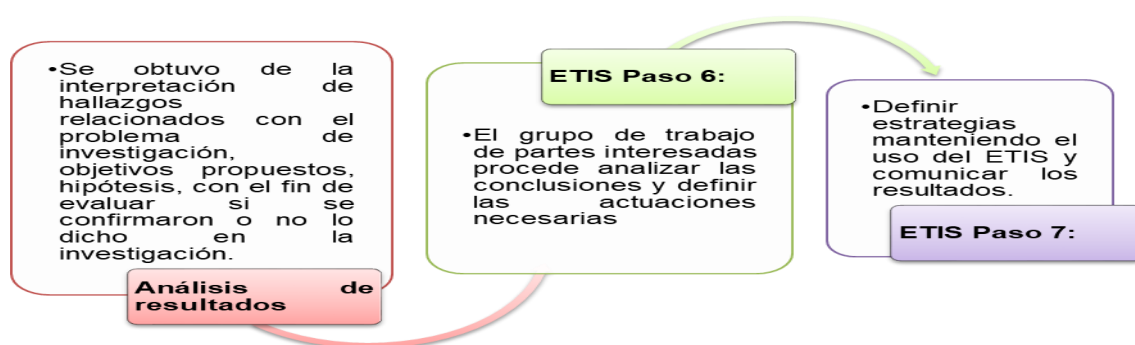 •Se obtuvo de la
interpretación de
hallazgos
relacionados con el
problema de
investigación,
objetivos propuestos,
hipótesis, con el fin de
evaluar si se
confirmaron o no lo
dicho en la
investigación.
Análisis de
resultados
ETIS Paso 6:
•El grupo de trabajo
de partes interesadas
procede analizar las
conclusiones y definir
las actuaciones
necesarias
•Definir
estrategias
manteniendo el
uso del ETIS y
comunicar los
resultados.
ETIS Paso 7: